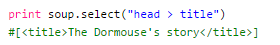 print soup.select("head > title")
#[<title>The Dormouse's story</title>]